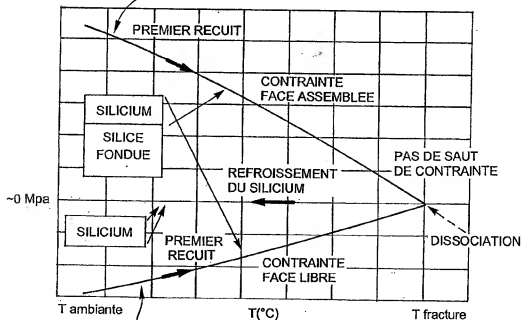 PREMIER RECUIT
CONTRAINTE
FACE ASSEMBLEE
SILICIUM
SILICE
FONDUE
PAS DE SAUT
DE CONTRAINTE
REFROISSEMENT
DU SILICIUM
~0 Mpa
SILICIUM
PREMIER
RECUIT
CONTRAINTE
FACE LIBRE
DISSOCIATION
T ambiante
T(°C)
T fracture